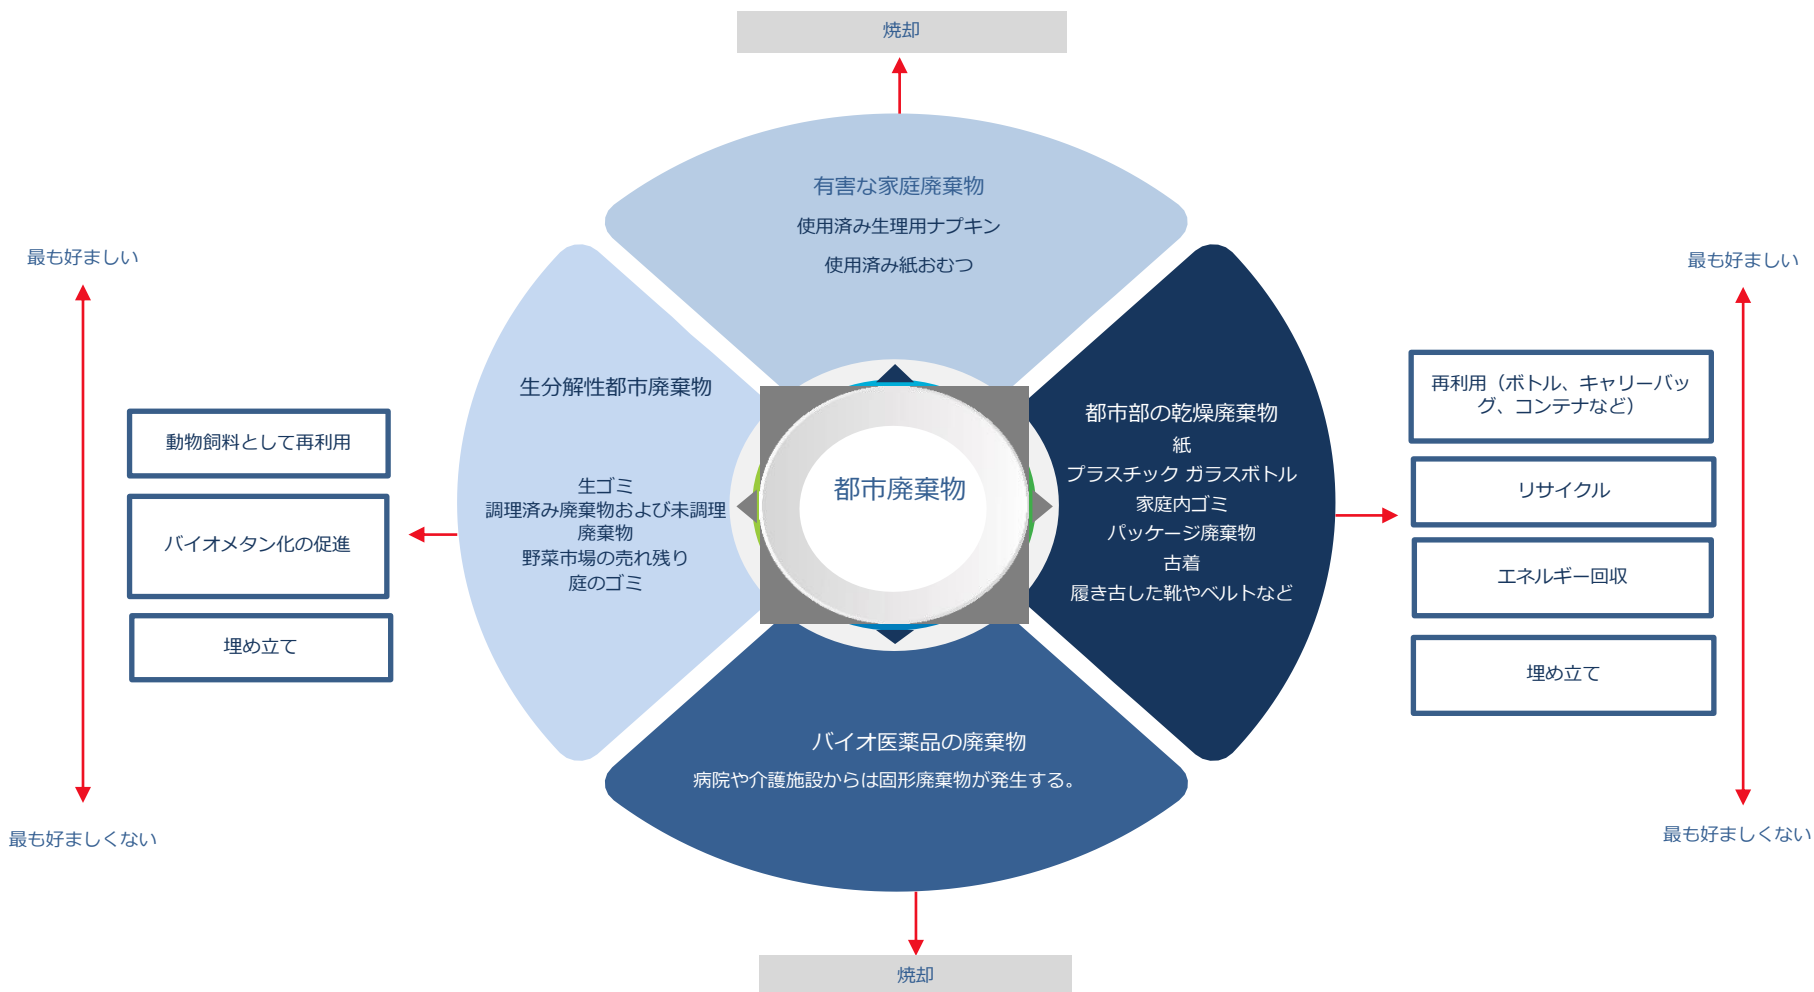 焼却
有害な家庭廃棄物
使用済み生理用ナプキン
使用済み紙おむつ
最も好ましい
最も好ましくない
動物飼料として再利用
バイオメタン化の促進
埋め立て
生分解性都市廃棄物
生ゴミ
調理済み廃棄物および未調理
廃棄物
野菜市場の売れ残り
庭のゴミ
都市廃棄物
都市部の乾燥廃棄物
紙
プラスチック ガラスボトル
家庭内ゴミ
パッケージ廃棄物
古着
履き古した靴やベルトなど
最も好ましい
再利用（ボトル、キャリーバッ
グ、コンテナなど）
リサイクル
エネルギー回収
埋め立て
最も好ましくない
バイオ医薬品の廃棄物
病院や介護施設からは固形廃棄物が発生する。
焼却